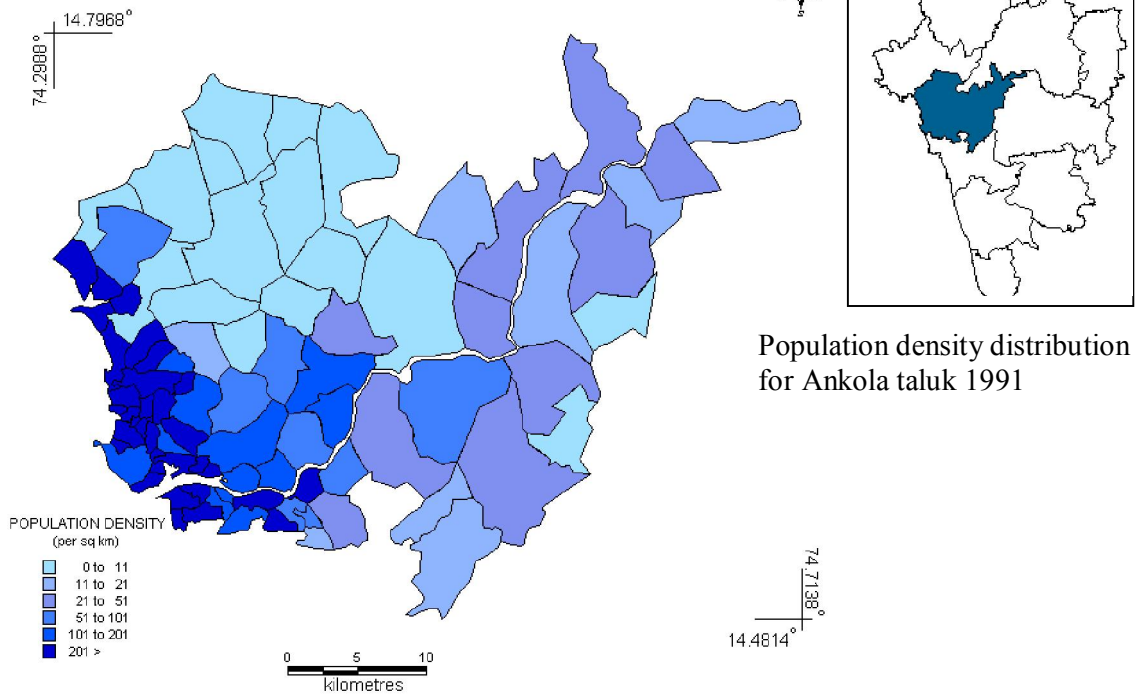 14.7968°
74.2988°
Population density distribution
for Ankola taluk 1991
POPULATION DENSITY
(per sq km)
0 to 11
11 to 21
21 to 51
51 to 101
101 to 201
201 >
74.7138°
14.4814°
0 5 10
kilometres